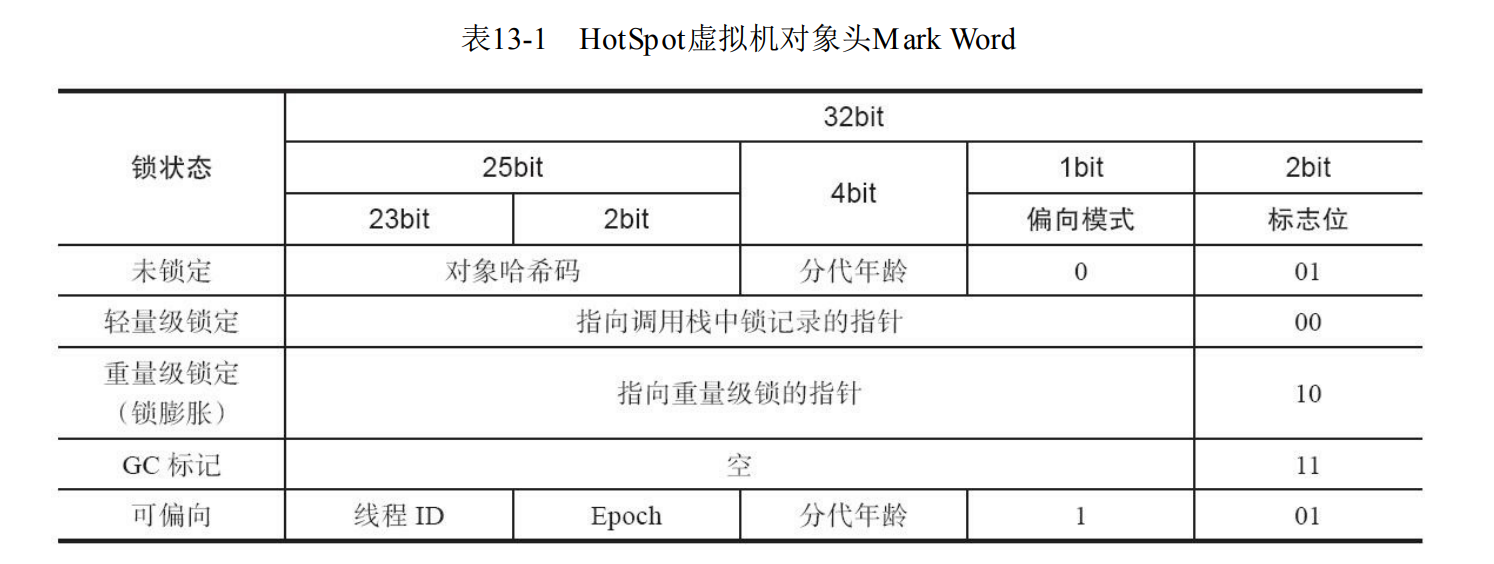 表13-1 HotSpot虚拟机对象头Mark Word
锁状态
32bit
25bit
4bit
1bit
2bit
23bit
2bit
偏向模式
标志位
未锁定
对象哈希码
分代年龄
0
01
轻量级锁定
指向调用栈中锁记录的指针
00
重量级锁定
（锁膨胀）
指向重量级锁的指针
10
GC 标记
空
11
可偏向
线程 ID
Epoch
分代年龄
1
01